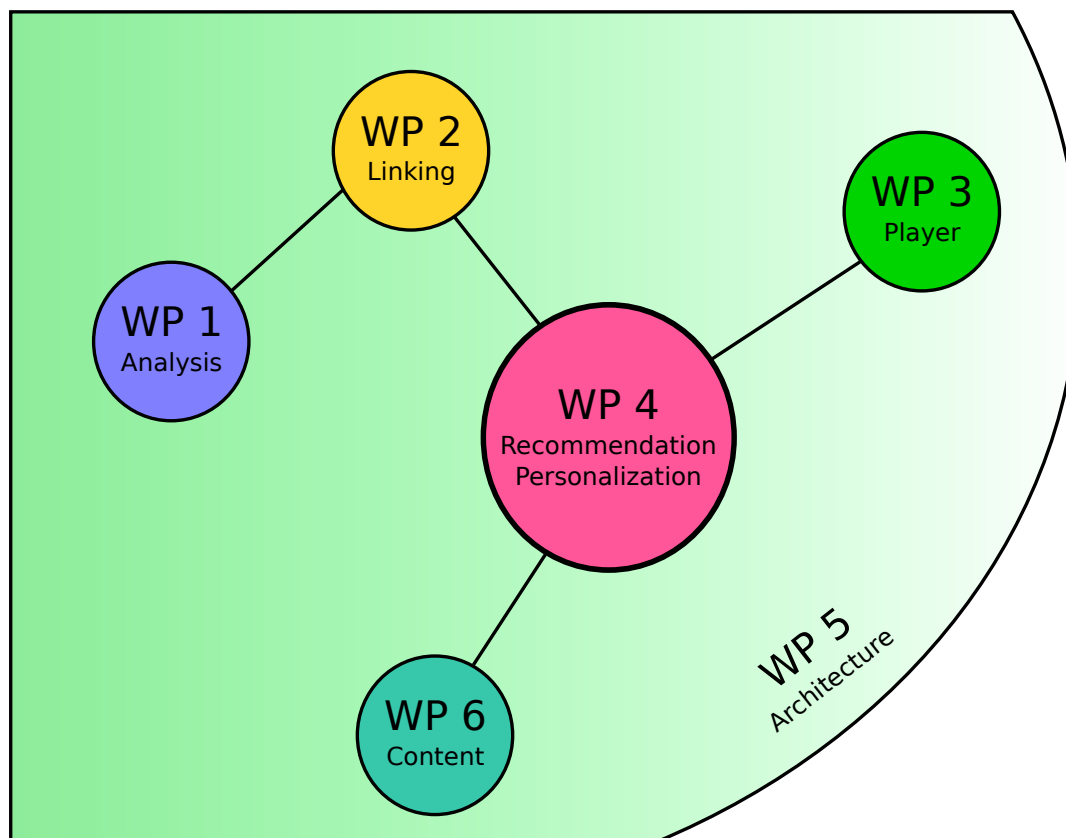 WP 2
Linking
WP 3
Player
WP 1
Analysis
WP 4
Recommendation
Personalization
WP 5
Architecture
WP 6
Content